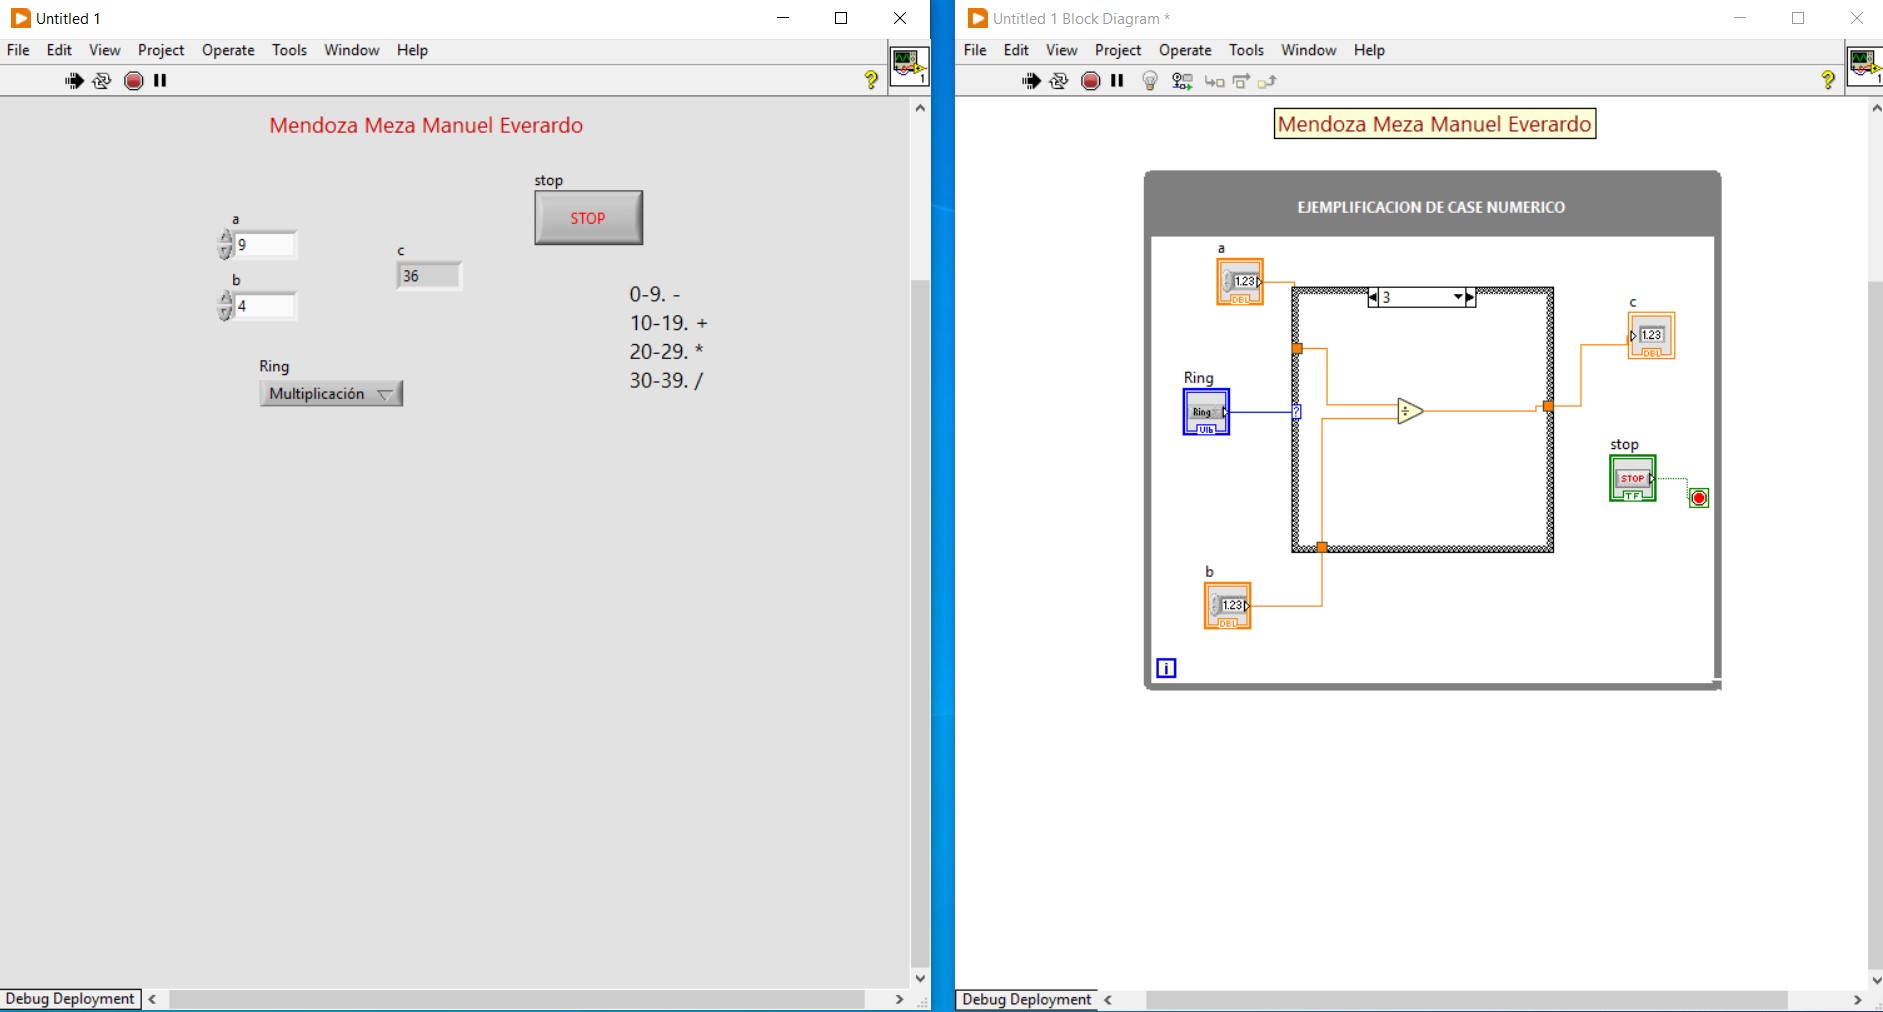 Untitled 1
File Edit View Project Operate Tools Window Help
1
Mendoza Meza Manuel Everardo
stop
STOP
a
9
c
36
b
4
0-9. -
10-19. +
20-29. *
30-39. /
Ring
Multiplicación
Debug Deployment
Untitled 1 Block Diagram *
File Edit View Project Operate Tools Window Help
1
Mendoza Meza Manuel Everardo
EJEMPLIFICACION DE CASE NUMERICO
a
1.23
DBL
3
c
1.23
DBL
Ring
Ring
U16
?
÷
stop
STOP
TF
b
1.23
DBL
i
Debug Deployment